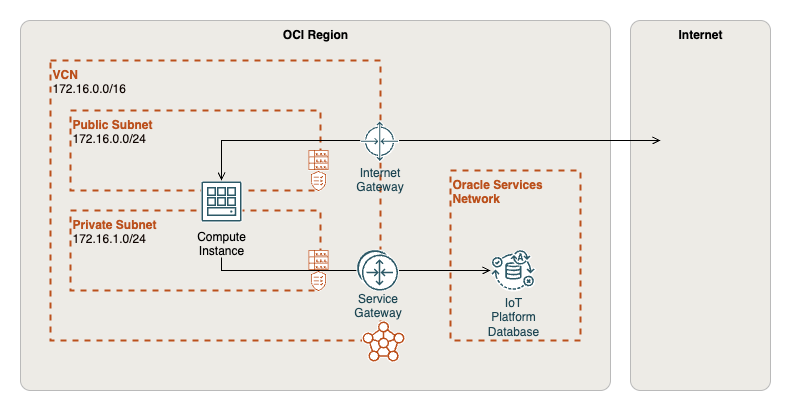 OCI Region
Internet
VCN
172.16.0.0/16
Public Subnet
172.16.0.0/24
Internet
Gateway
Oracle Services
Network
Private Subnet
172.16.1.0/24
Compute
Instance
Service
Gateway
A
IoT
Platform
Database